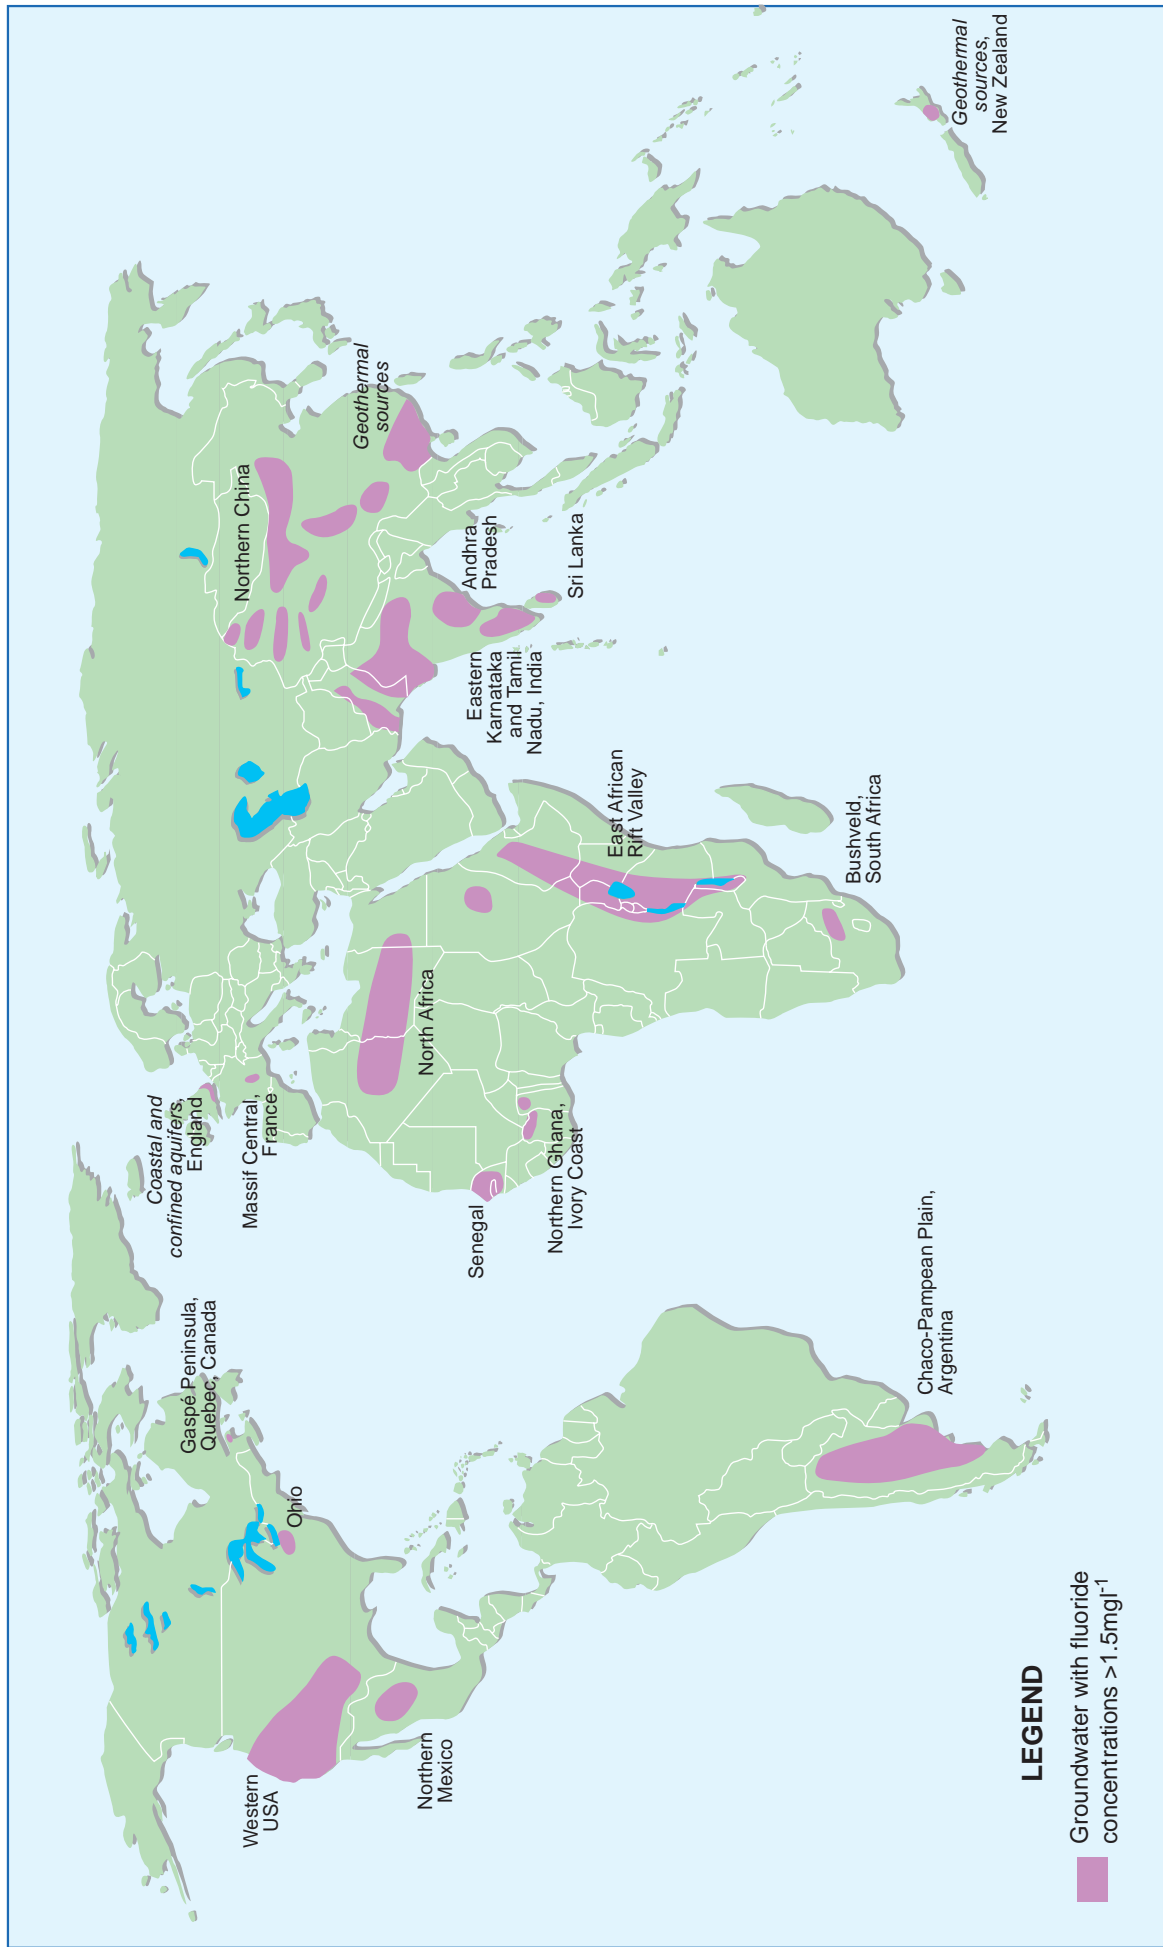 Gaspé Peninsula,
Quebec, Canada
Ohio
Western
USA
Northern
Mexico
Chaco-Pampean Plain,
Argentina
Coastal and
confined aquifers,
England
Massif Central,
France
North Africa
Senegal
Northern Ghana,
Ivory Coast
East African
Rift Valley
Bushveld,
South Africa
Northern China
Geothermal
sources
Andhra
Pradesh
Eastern
Karnataka
and Tamil
Nadu, India
Sri Lanka
Geothermal
sources,
New Zealand
LEGEND
Groundwater with fluoride
concentrations >1.5mgl⁻¹